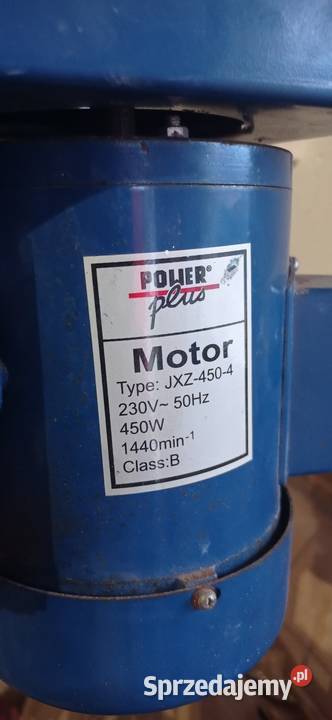 POWER®
plus
Motor
Type: JXZ-450-4
230V~ 50Hz
450W
1440min⁻¹
Class:B
Sprzedajemy.pl